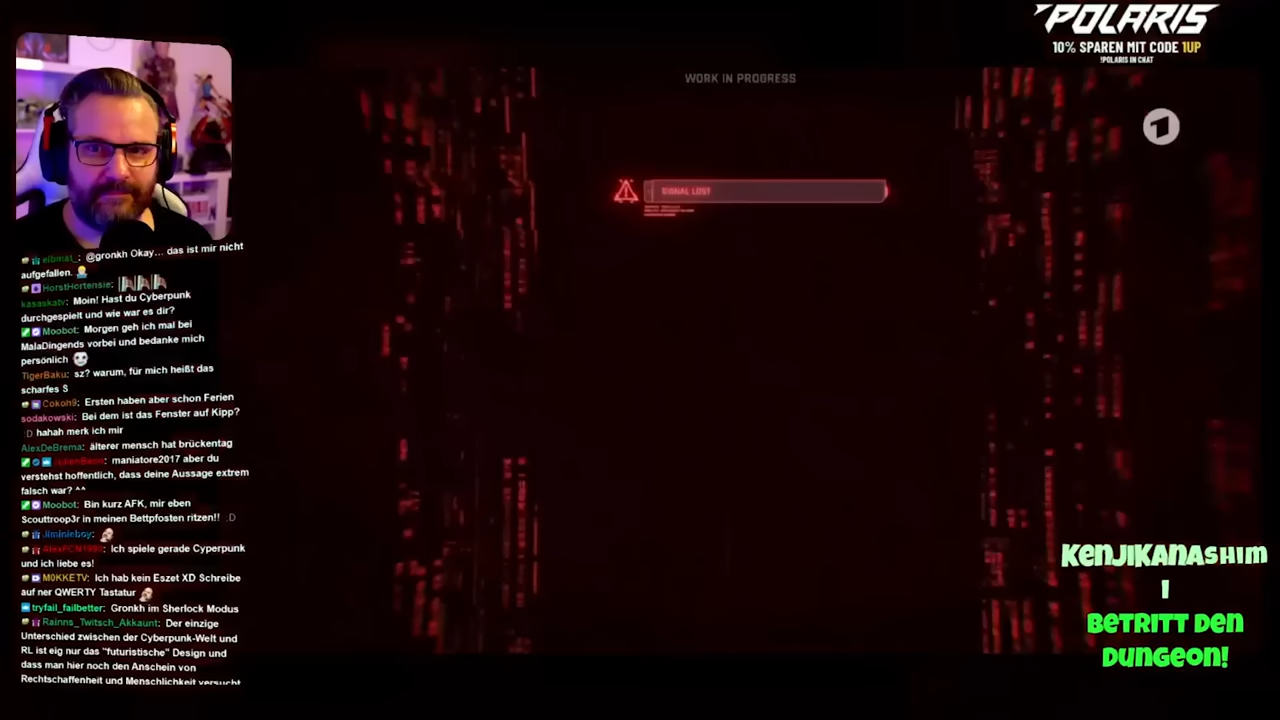 POLARIS
10% SPAREN MIT CODE 1UP
!POLARIS IN CHAT
WORK IN PROGRESS
SIGNAL LOST
elbmat_: @gronkh Okay... das ist mir nicht
aufgefallen.
HorstHortensie:
kasaskatv: Moin! Hast du Cyberpunk
durchgespielt und wie war es dir?
Moobot: Morgen geh ich mal bei
MalaDingends vorbei und bedanke mich
persönlich
TigerBaku: sz? warum, für mich heißt das
scharfes S
Cokoh9: Ersten haben aber schon Ferien
sodakowski: Bei dem ist das Fenster auf Kipp?
:D hahah merk ich mir
AlexDeBrema: älterer mensch hat brückentag
maniatore2017 aber du
verstehst hoffentlich, dass deine Aussage extrem
falsch war? ^^
Moobot: Bin kurz AFK, mir eben
Scouttroop3r in meinen Bettpfosten ritzen!! :D
Jiminieboy:
Ich spiele gerade Cyperpunk
und ich liebe es!
M0KKETV: Ich hab kein Eszet XD Schreibe
auf ner QWERTY Tastatur
tryfail_failbetter: Gronkh im Sherlock Modus
Rainns_Twitsch_Akkaunt: Der einzige
Unterschied zwischen der Cyberpunk-Welt und
RL ist eig nur das "futuristische" Design und
dass man hier noch den Anschein von
Rechtschaffenheit und Menschlichkeit versucht
KENJIKANASHIM
I
BETRITT DEN
DUNGEON!